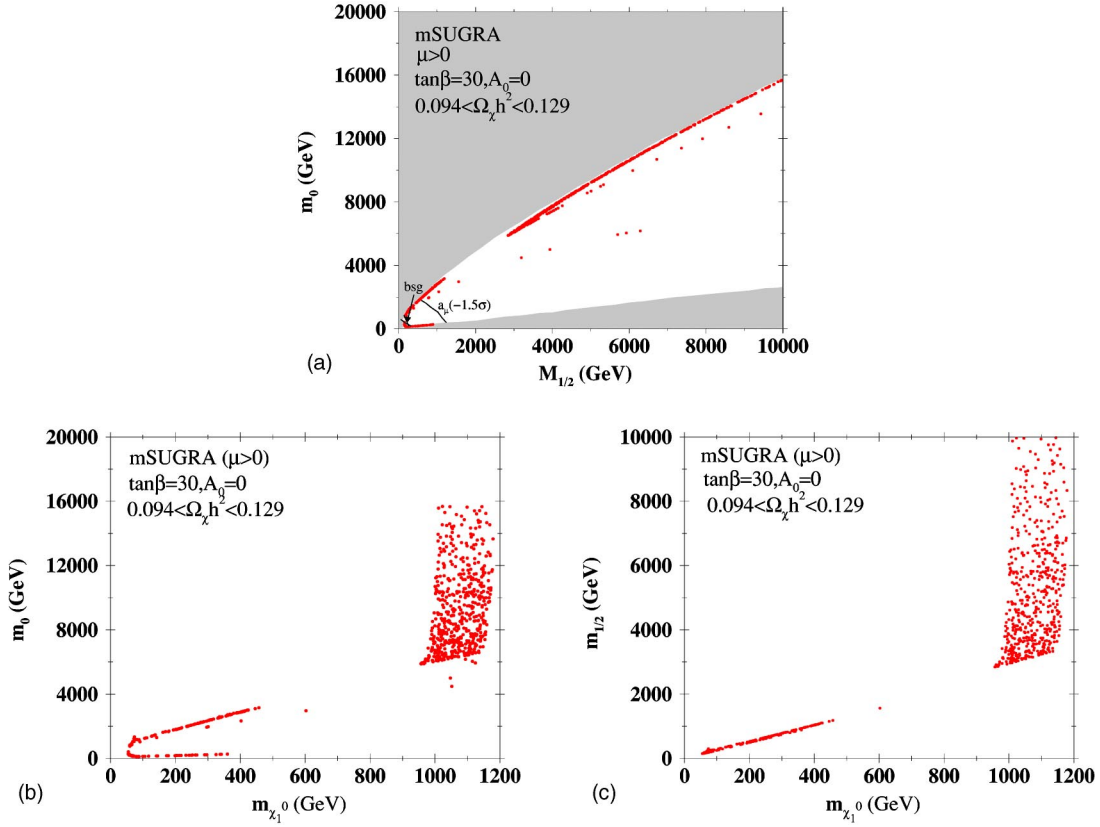 20000
16000
12000
8000
4000
0
m₀ (GeV)
mSUGRA
μ>0
tanβ=30,A₀=0
0.094<Ωᵪh²<0.129
bsg
a_μ(−1.5σ)
0 2000 4000 6000 8000 10000
M₁/₂ (GeV)
(a)
20000
16000
12000
8000
4000
0
m₀ (GeV)
mSUGRA (μ>0)
tanβ=30,A₀=0
0.094<Ωᵪh²<0.129
0 200 400 600 800 1000 1200
m_χ₁⁰ (GeV)
(b)
10000
8000
6000
4000
2000
0
m₁/₂ (GeV)
mSUGRA (μ>0)
tanβ=30,A₀=0
0.094<Ωᵪh²<0.129
0 200 400 600 800 1000 1200
m_χ₁⁰ (GeV)
(c)